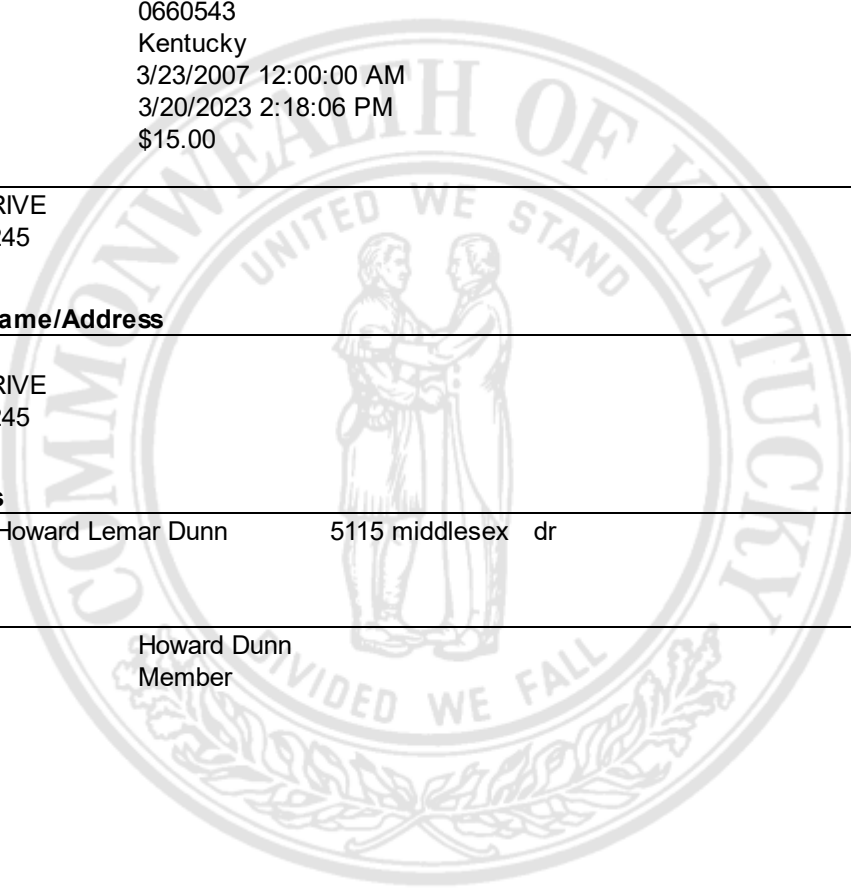 0660543
Kentucky
3/23/2007 12:00:00 AM
3/20/2023 2:18:06 PM
$15.00
RIVE
245
ame/Address
RIVE
245
s
Howard Lemar Dunn 5115 middlesex dr
Howard Dunn
Member
COMMONWEALTH OF KENTUCKY
UNITED WE STAND
DIVIDED WE FALL